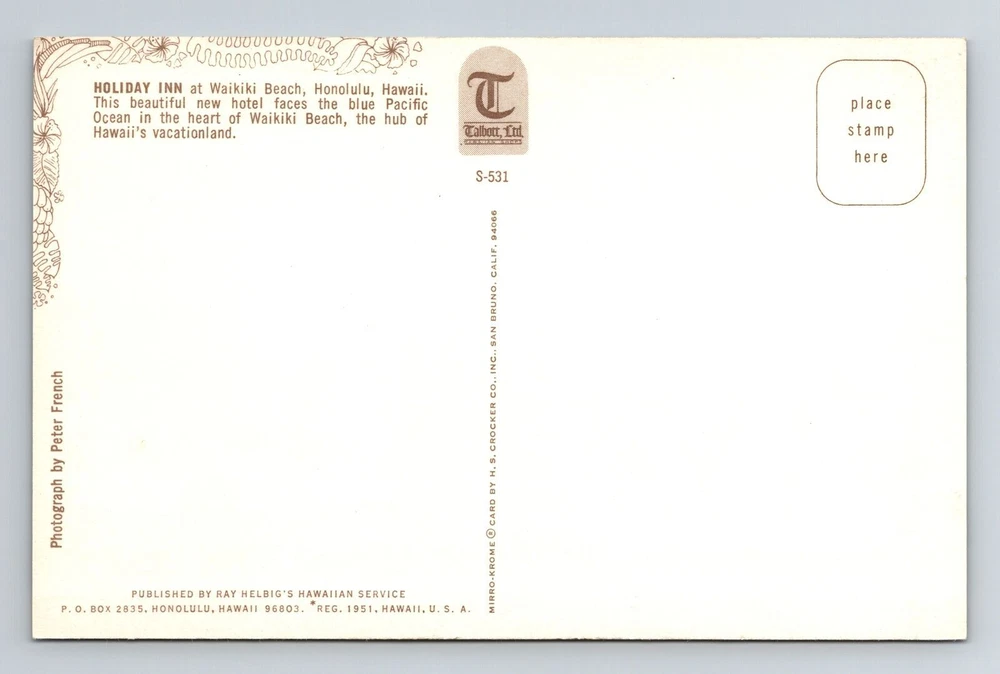 HOLIDAY INN at Waikiki Beach, Honolulu, Hawaii.
This beautiful new hotel faces the blue Pacific
Ocean in the heart of Waikiki Beach, the hub of
Hawaii's vacationland.
T
Talbott, Ltd.
S-531
place
stamp
here
Photograph by Peter French
MIRRO-KROME ® CARD BY H. S. CROCKER CO., INC., SAN BRUNO, CALIF. 94066
PUBLISHED BY RAY HELBIG'S HAWAIIAN SERVICE
P. O. BOX 2835, HONOLULU, HAWAII 96803. *REG. 1951, HAWAII, U. S. A.